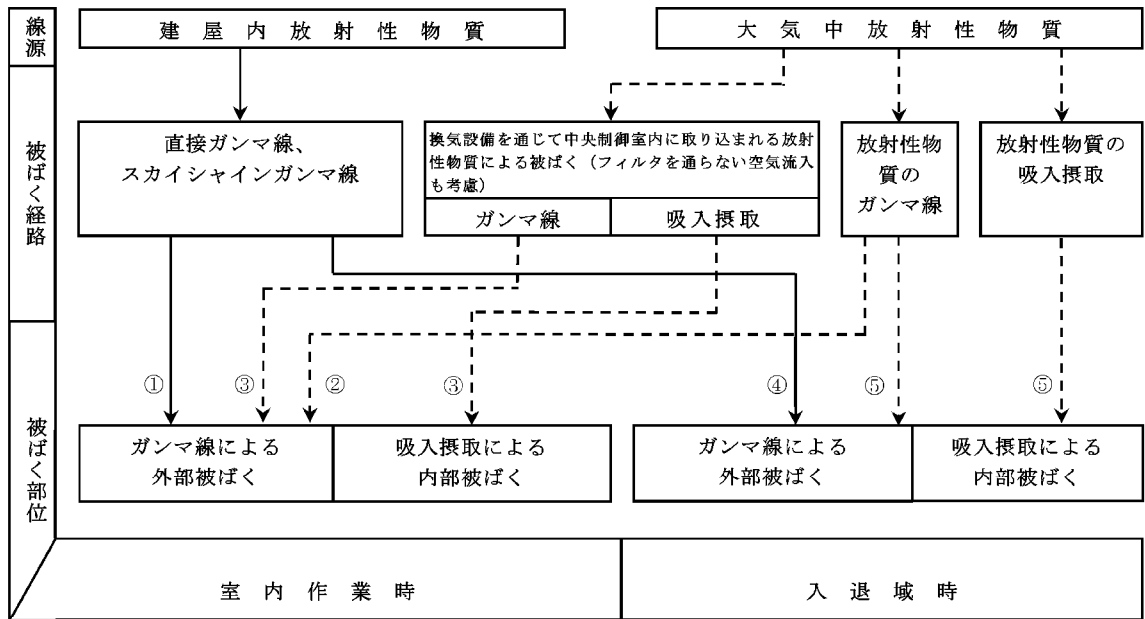 線源
建屋内放射性物質
大気中放射性物質
被ばく経路
直接ガンマ線、
スカイシャインガンマ線
換気設備を通じて中央制御室内に取り込まれる放射
性物質による被ばく（フィルタを通らない空気流入
も考慮）
ガンマ線
吸入摂取
放射性物
質の
ガンマ線
放射性物質の
吸入摂取
①
③
②
③
④
⑤
⑤
被ばく部位
ガンマ線による
外部被ばく
吸入摂取による
内部被ばく
ガンマ線による
外部被ばく
吸入摂取による
内部被ばく
室内作業時
入退域時